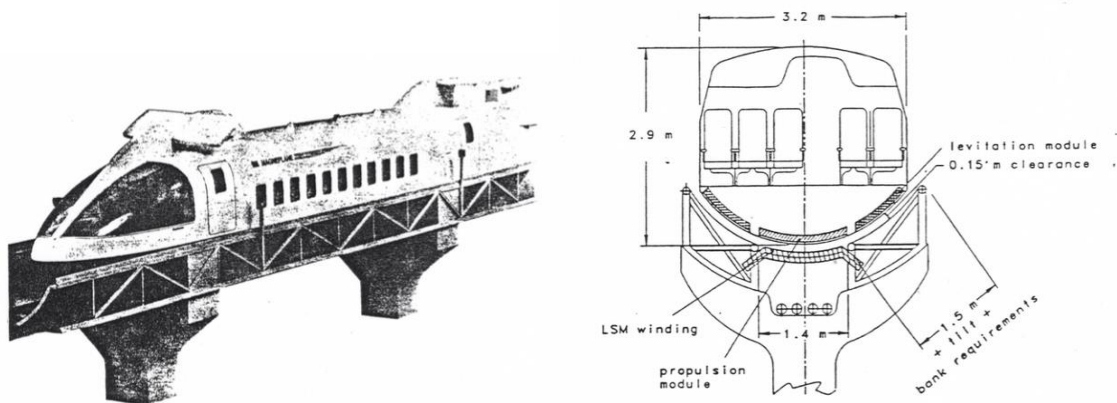 MAGNEPLANE
3.2 m
2.9 m
levitation module
0.15 m clearance
LSM winding
1.4 m
propulsion
module
1.5 m
+ tilt +
bank requirements